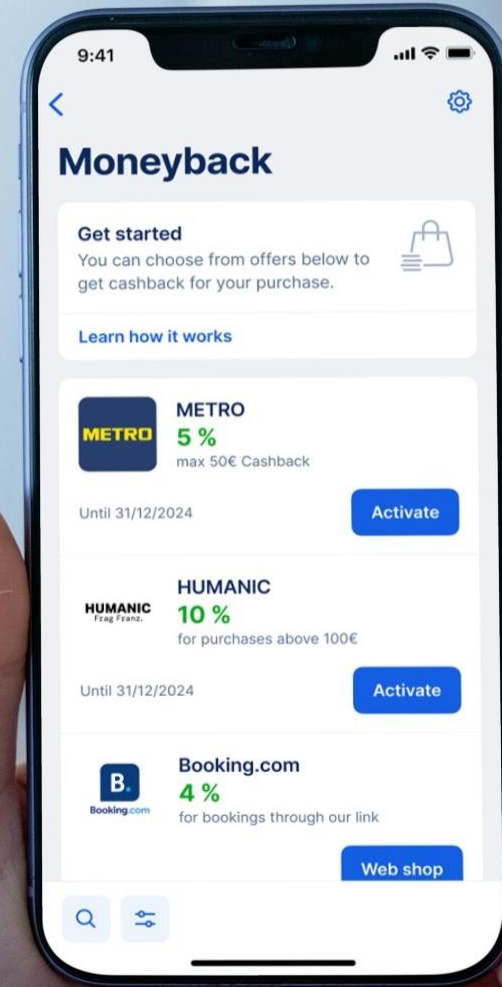 9:41
Moneyback
Get started
You can choose from offers below to
get cashback for your purchase.
Learn how it works
METRO
METRO
5 %
max 50€ Cashback
Until 31/12/2024
Activate
HUMANIC
Frag Franz.
HUMANIC
10 %
for purchases above 100€
Until 31/12/2024
Activate
B.
Booking.com
Booking.com
4 %
for bookings through our link
Web shop